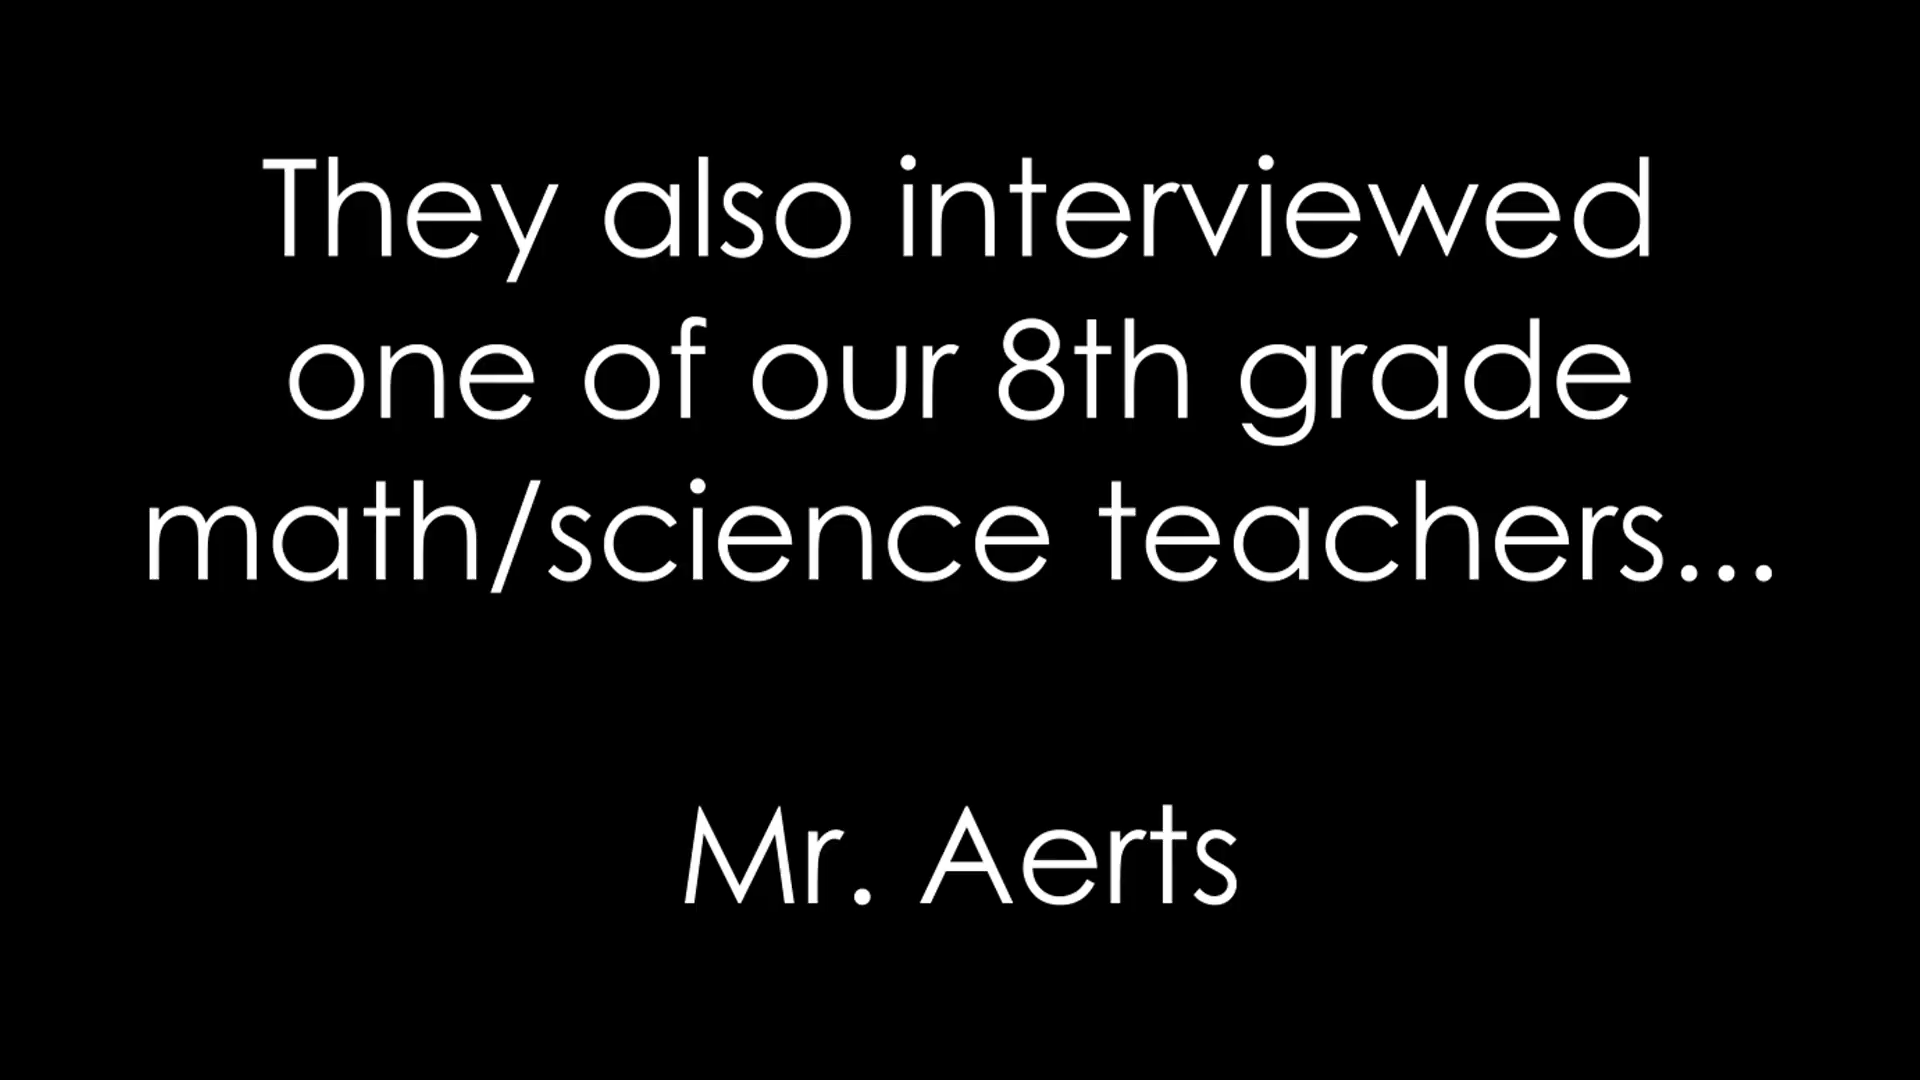 They also interviewed
one of our 8th grade
math/science teachers...
Mr. Aerts